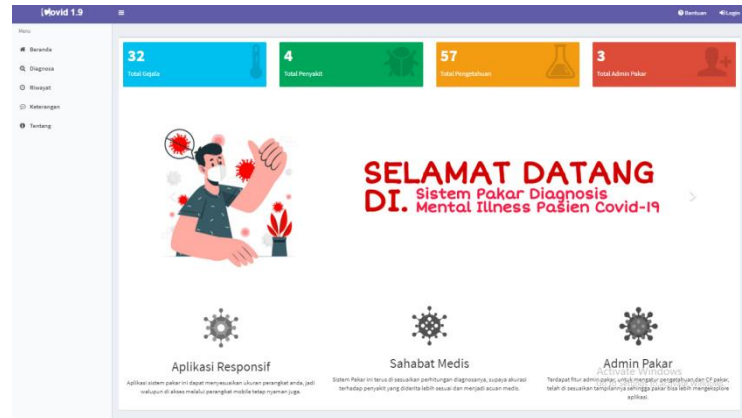 Movid 1.9
Bantuan
Login
Menu
Beranda
Diagnosa
Riwayat
Keterangan
Tentang
32
Total Gejala
4
Total Penyakit
57
Total Pengetahuan
3
Total Admin Pakar
SELAMAT DATANG
DI. Sistem Pakar Diagnosis
Mental Illness Pasien Covid-19
Aplikasi Responsif
Aplikasi sistem pakar ini dapat menyesuaikan ukuran perangkat anda, jadi
walupun di akses melalui perangkat mobile tetap nyaman juga.
Sahabat Medis
Sistem Pakar ini terus di sesuaikan perhitungan diagnosanya, supaya akurasi
terhadap penyakit yang diderita lebih sesuai dan menjadi acuan medis.
Admin Pakar
Activate Windows
Terdapat fitur admin pakar, untuk mengatur pengetahuan dan CF pakar,
telah di sesuaikan tampilannya sehingga pakar bisa lebih mengeksplore
aplikasi.